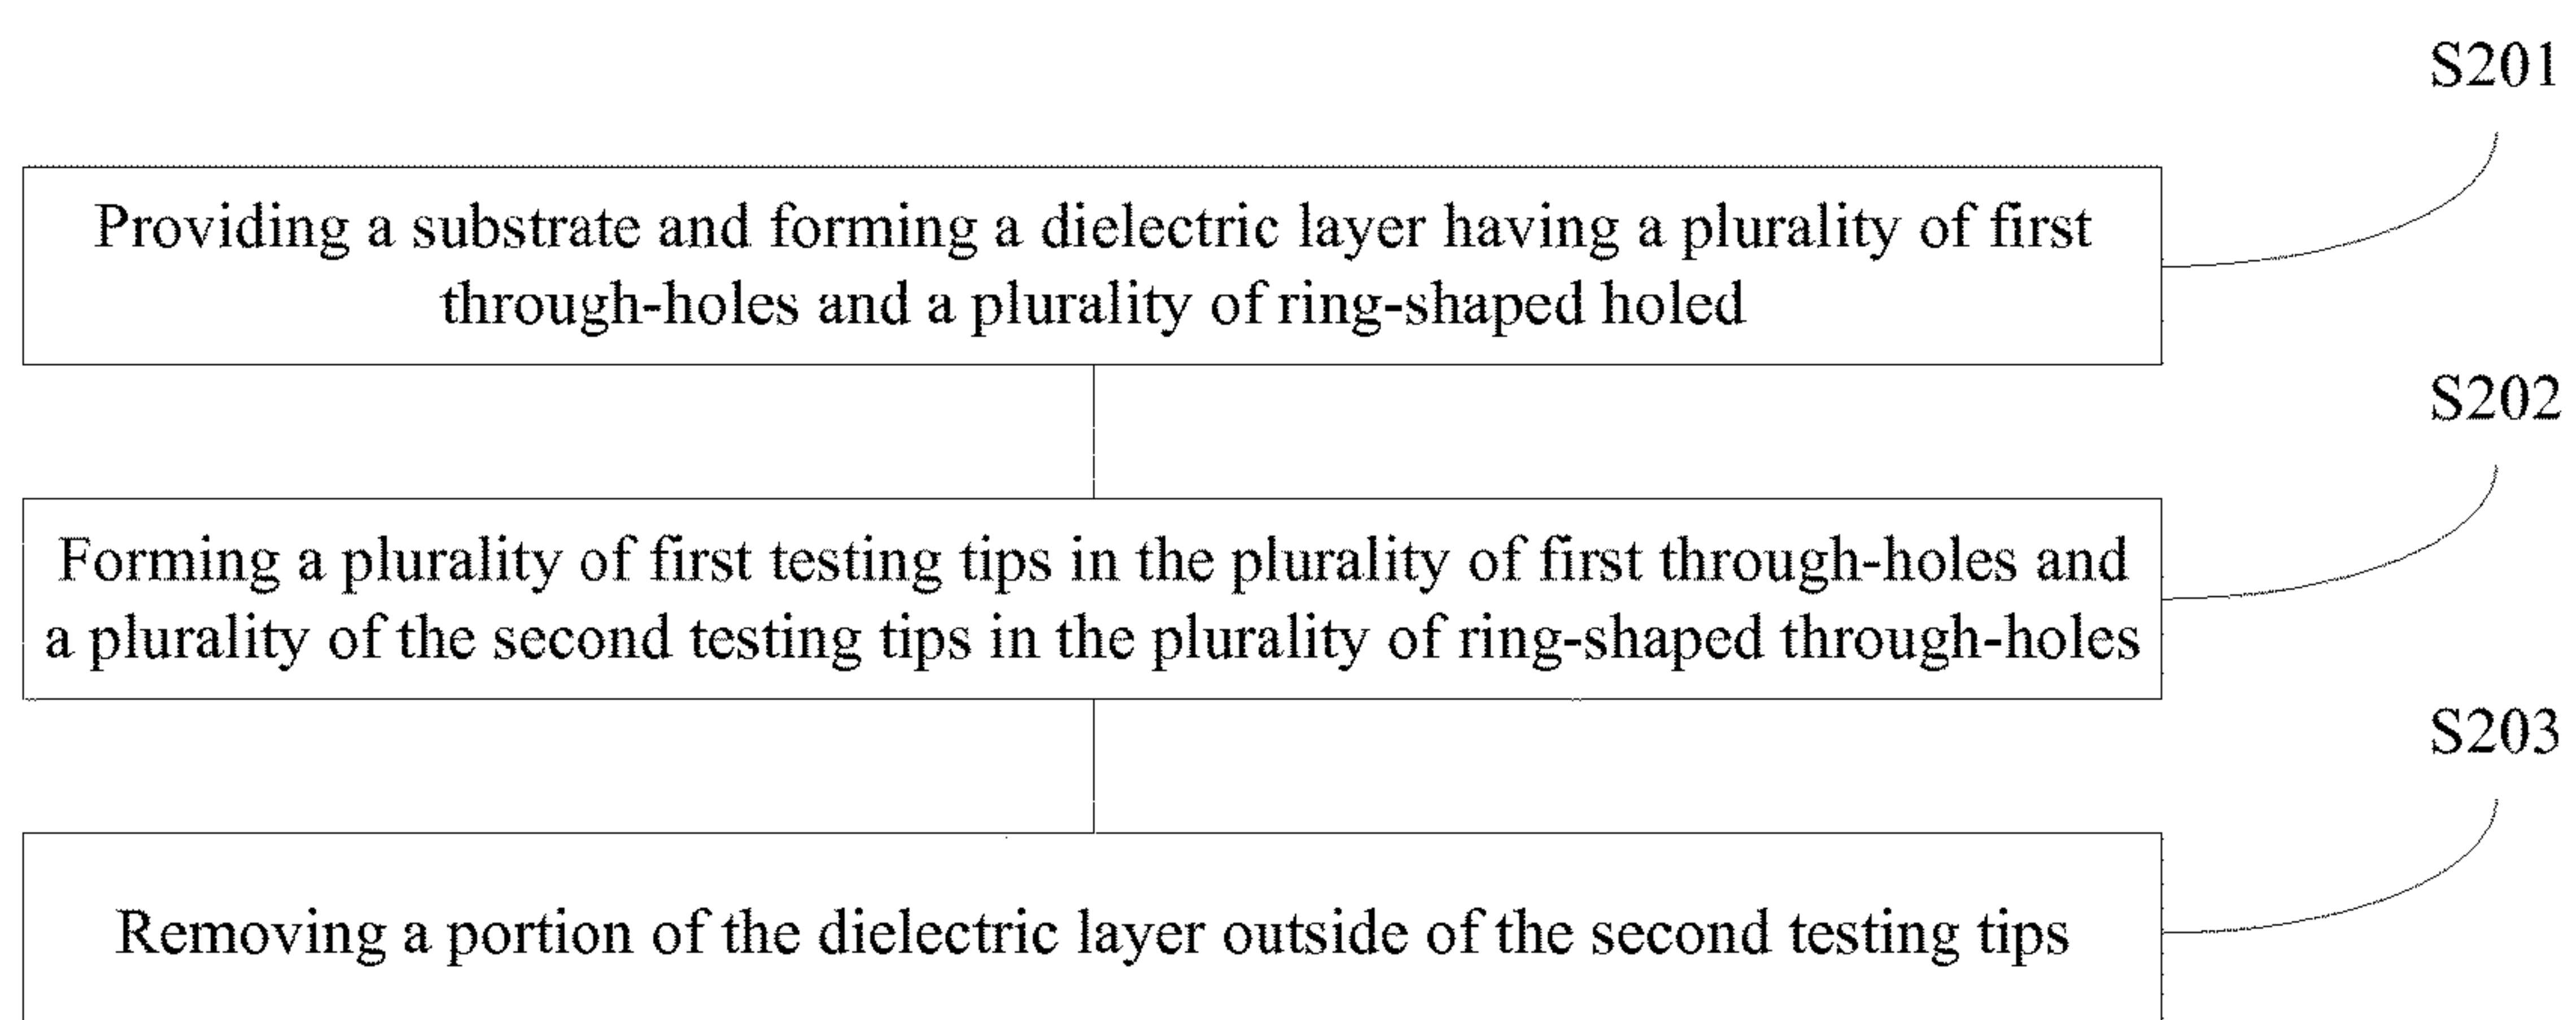 S201
Providing a substrate and forming a dielectric layer having a plurality of first
through-holes and a plurality of ring-shaped holed
S202
Forming a plurality of first testing tips in the plurality of first through-holes and
a plurality of the second testing tips in the plurality of ring-shaped through-holes
S203
Removing a portion of the dielectric layer outside of the second testing tips